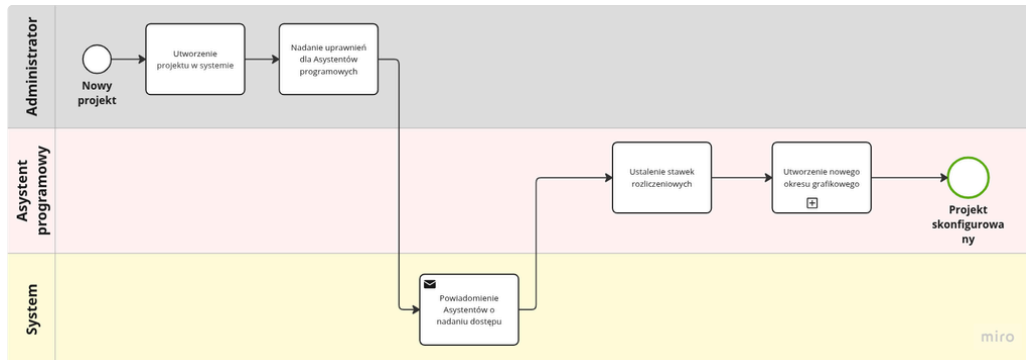 Administrator
Nowy
projekt
Utworzenie
projektu w systemie
Nadanie uprawnień
dla Asystentów
programowych
Asystent
programowy
Ustalenie stawek
rozliczeniowych
Utworzenie nowego
okresu grafikowego
Projekt
skonfigurowa
ny
System
Powiadomienie
Asystentów o
nadaniu dostępu
miro